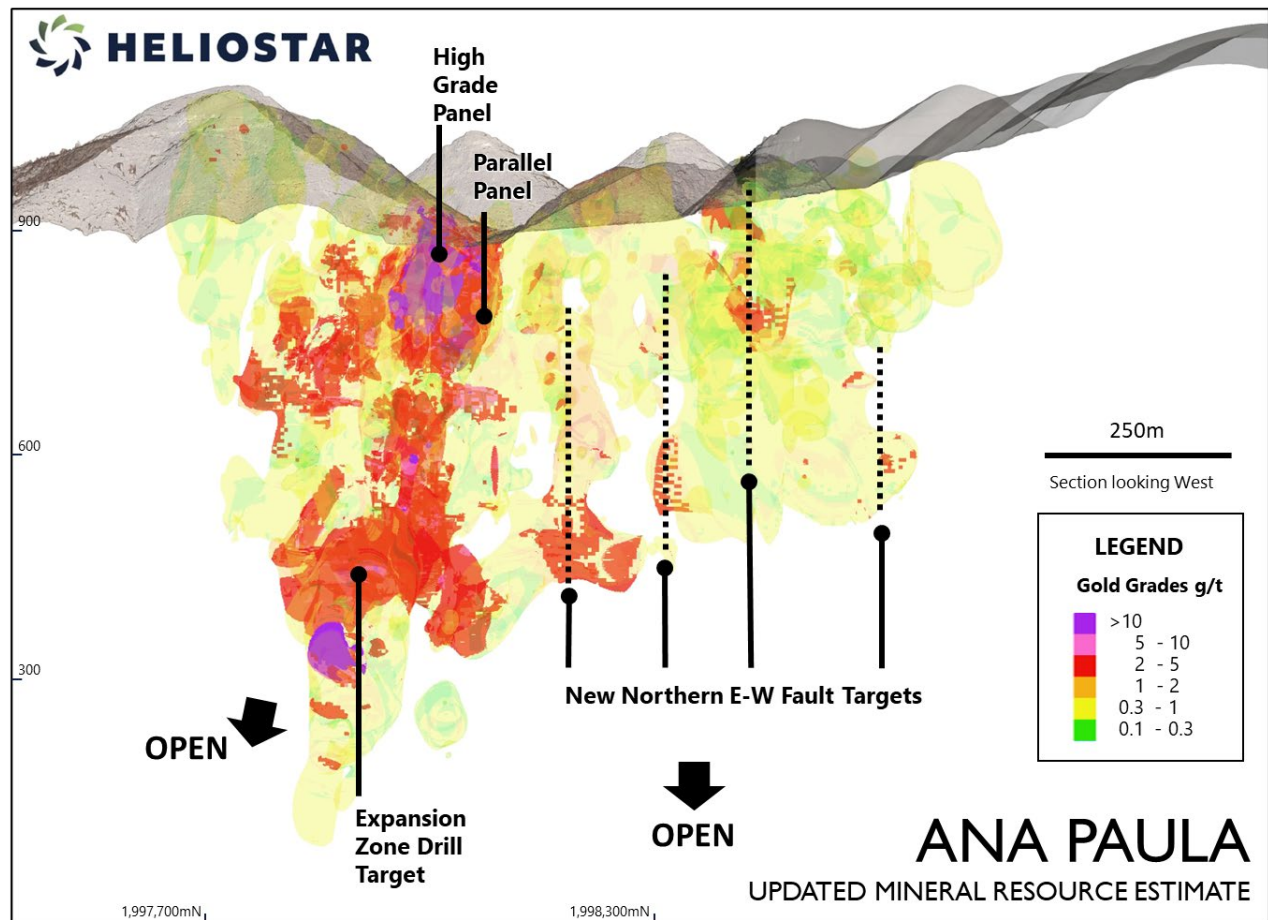 HELIOSTAR
High
Grade
Panel
Parallel
Panel
900
600
300
250m
Section looking West
LEGEND
Gold Grades g/t
>10
5 - 10
2 - 5
1 - 2
0.3 - 1
0.1 - 0.3
New Northern E-W Fault Targets
OPEN
OPEN
Expansion
Zone Drill
Target
ANA PAULA
UPDATED MINERAL RESOURCE ESTIMATE
1,997,700mN
1,998,300mN